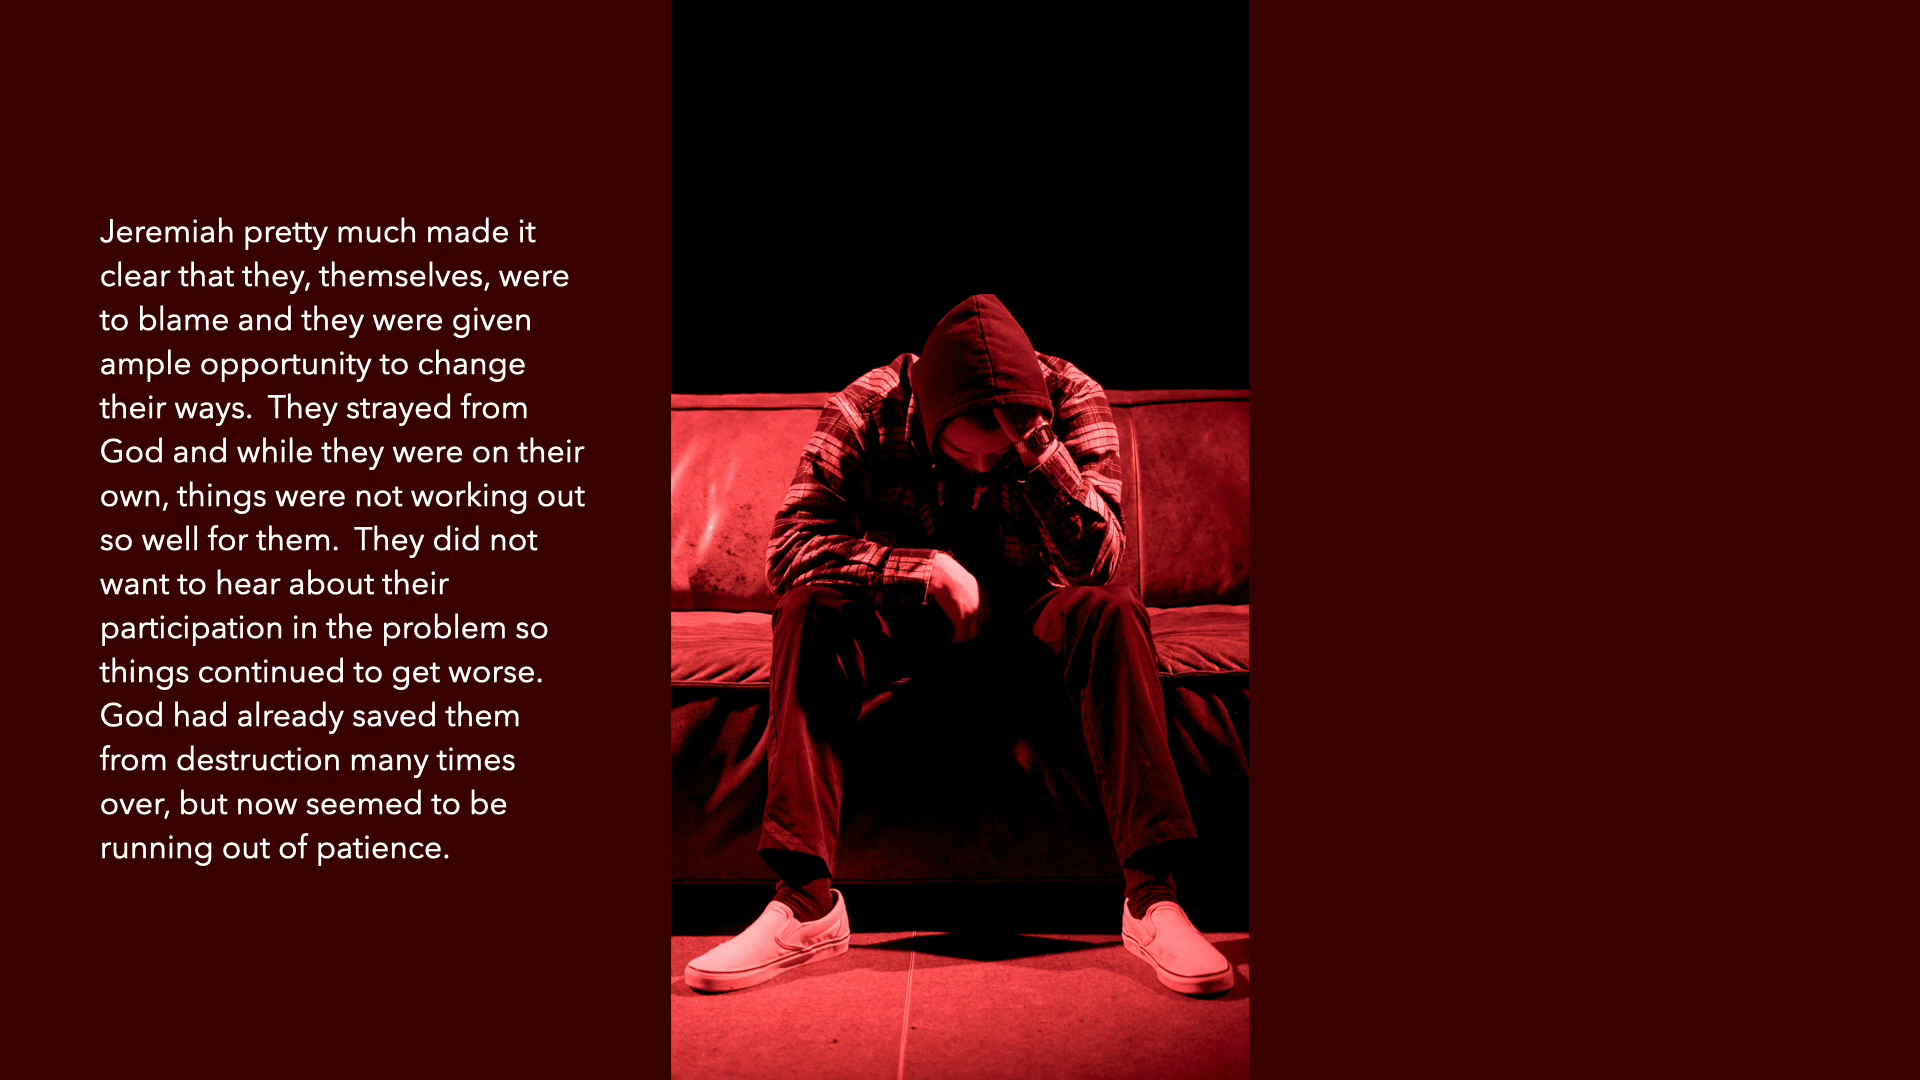 Jeremiah pretty much made it
clear that they, themselves, were
to blame and they were given
ample opportunity to change
their ways.  They strayed from
God and while they were on their
own, things were not working out
so well for them.  They did not
want to hear about their
participation in the problem so
things continued to get worse.
God had already saved them
from destruction many times
over, but now seemed to be
running out of patience.